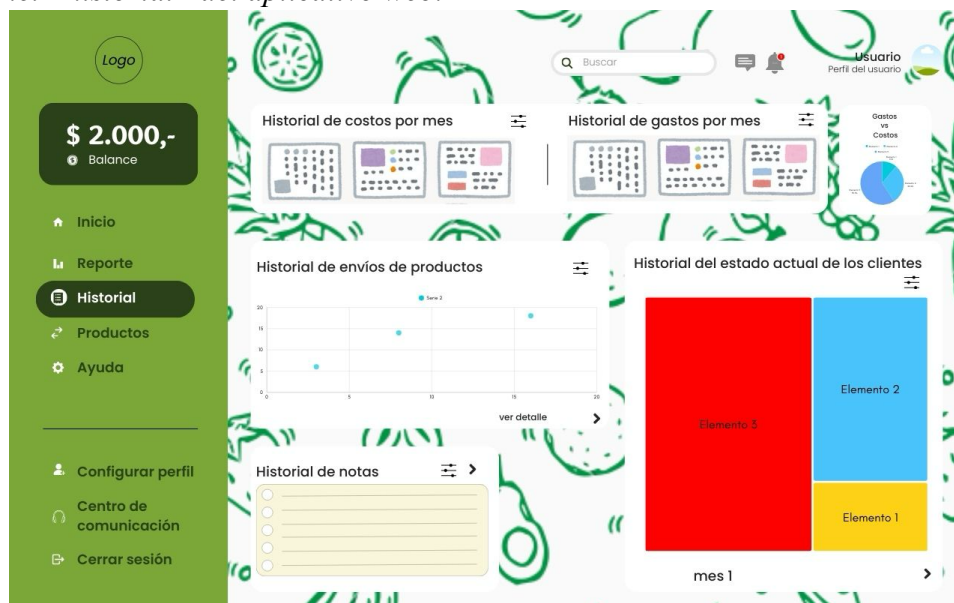 Logo
$ 2.000,-
Balance
Inicio
Reporte
Historial
Productos
Ayuda
Configurar perfil
Centro de
comunicación
Cerrar sesión
Buscar
Usuario
Perfil del usuario
Historial de costos por mes
Historial de gastos por mes
Gastos
vs
Costos
Historial de envíos de productos
Serie 2
20
15
10
5
0
0
5
10
15
20
ver detalle
Historial de notas
Historial del estado actual de los clientes
Elemento 3
Elemento 2
Elemento 1
mes 1